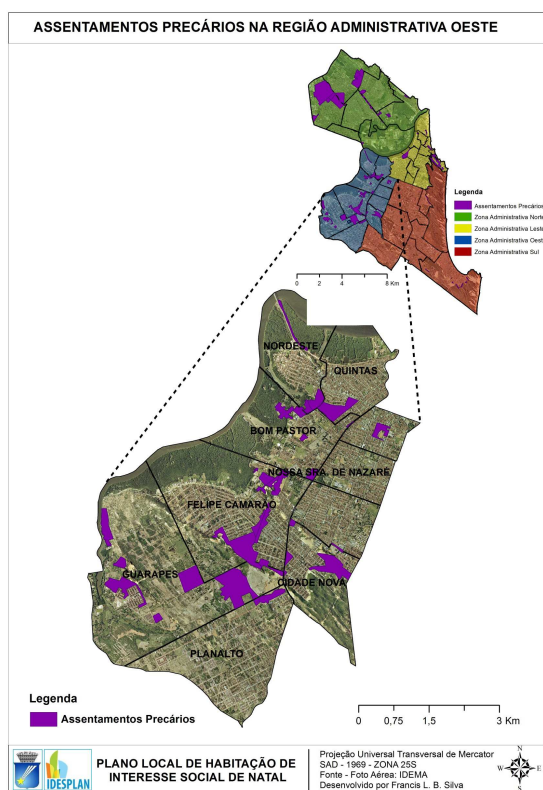 ASSENTAMENTOS PRECÁRIOS NA REGIÃO ADMINISTRATIVA OESTE
Legenda
Assentamentos Precários
Zona Administrativa Norte
Zona Administrativa Leste
Zona Administrativa Oest
Zona Administrativa Sul
0 2 4 8 Km
NORDESTE
QUINTAS
BOM PASTOR
NOSSA SRA. DE NAZARÉ
FELIPE CAMARÃO
GUARAPES
CIDADE NOVA
PLANALTO
Legenda
Assentamentos Precários
0 0,75 1,5 3 Km
IDESPLAN
PLANO LOCAL DE HABITAÇÃO DE
INTERESSE SOCIAL DE NATAL
Projeção Universal Transversal de Mercator
SAD - 1969 - ZONA 25S
Fonte - Foto Aérea: IDEMA
Desenvolvido por Francis L. B. Silva
N
W E
S